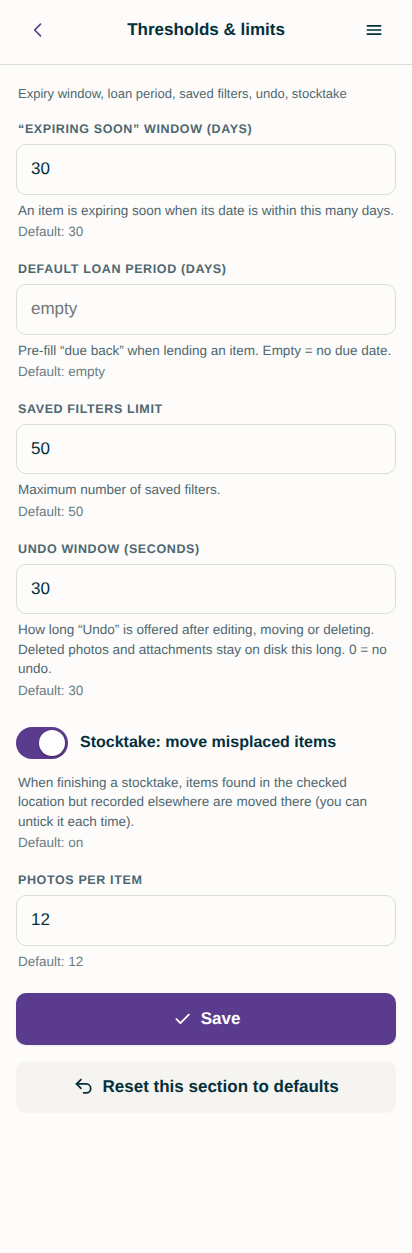 Thresholds & limits
Expiry window, loan period, saved filters, undo, stocktake
“EXPIRING SOON” WINDOW (DAYS)
30
An item is expiring soon when its date is within this many days.
Default: 30
DEFAULT LOAN PERIOD (DAYS)
empty
Pre-fill “due back” when lending an item. Empty = no due date.
Default: empty
SAVED FILTERS LIMIT
50
Maximum number of saved filters.
Default: 50
UNDO WINDOW (SECONDS)
30
How long “Undo” is offered after editing, moving or deleting.
Deleted photos and attachments stay on disk this long. 0 = no
undo.
Default: 30
Stocktake: move misplaced items
When finishing a stocktake, items found in the checked
location but recorded elsewhere are moved there (you can
untick it each time).
Default: on
PHOTOS PER ITEM
12
Default: 12
Save
Reset this section to defaults